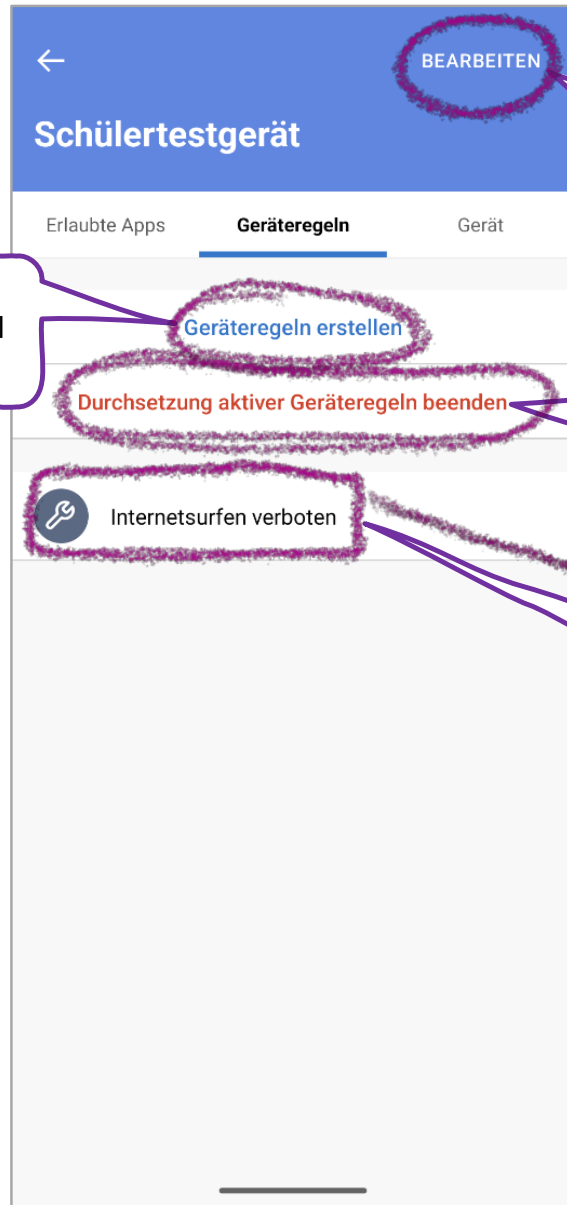 BEARBEITEN
Schülertestgerät
Erlaubte Apps Geräteregeln Gerät
Geräteregeln erstellen
Durchsetzung aktiver Geräteregeln beenden
Internetsurfen verboten